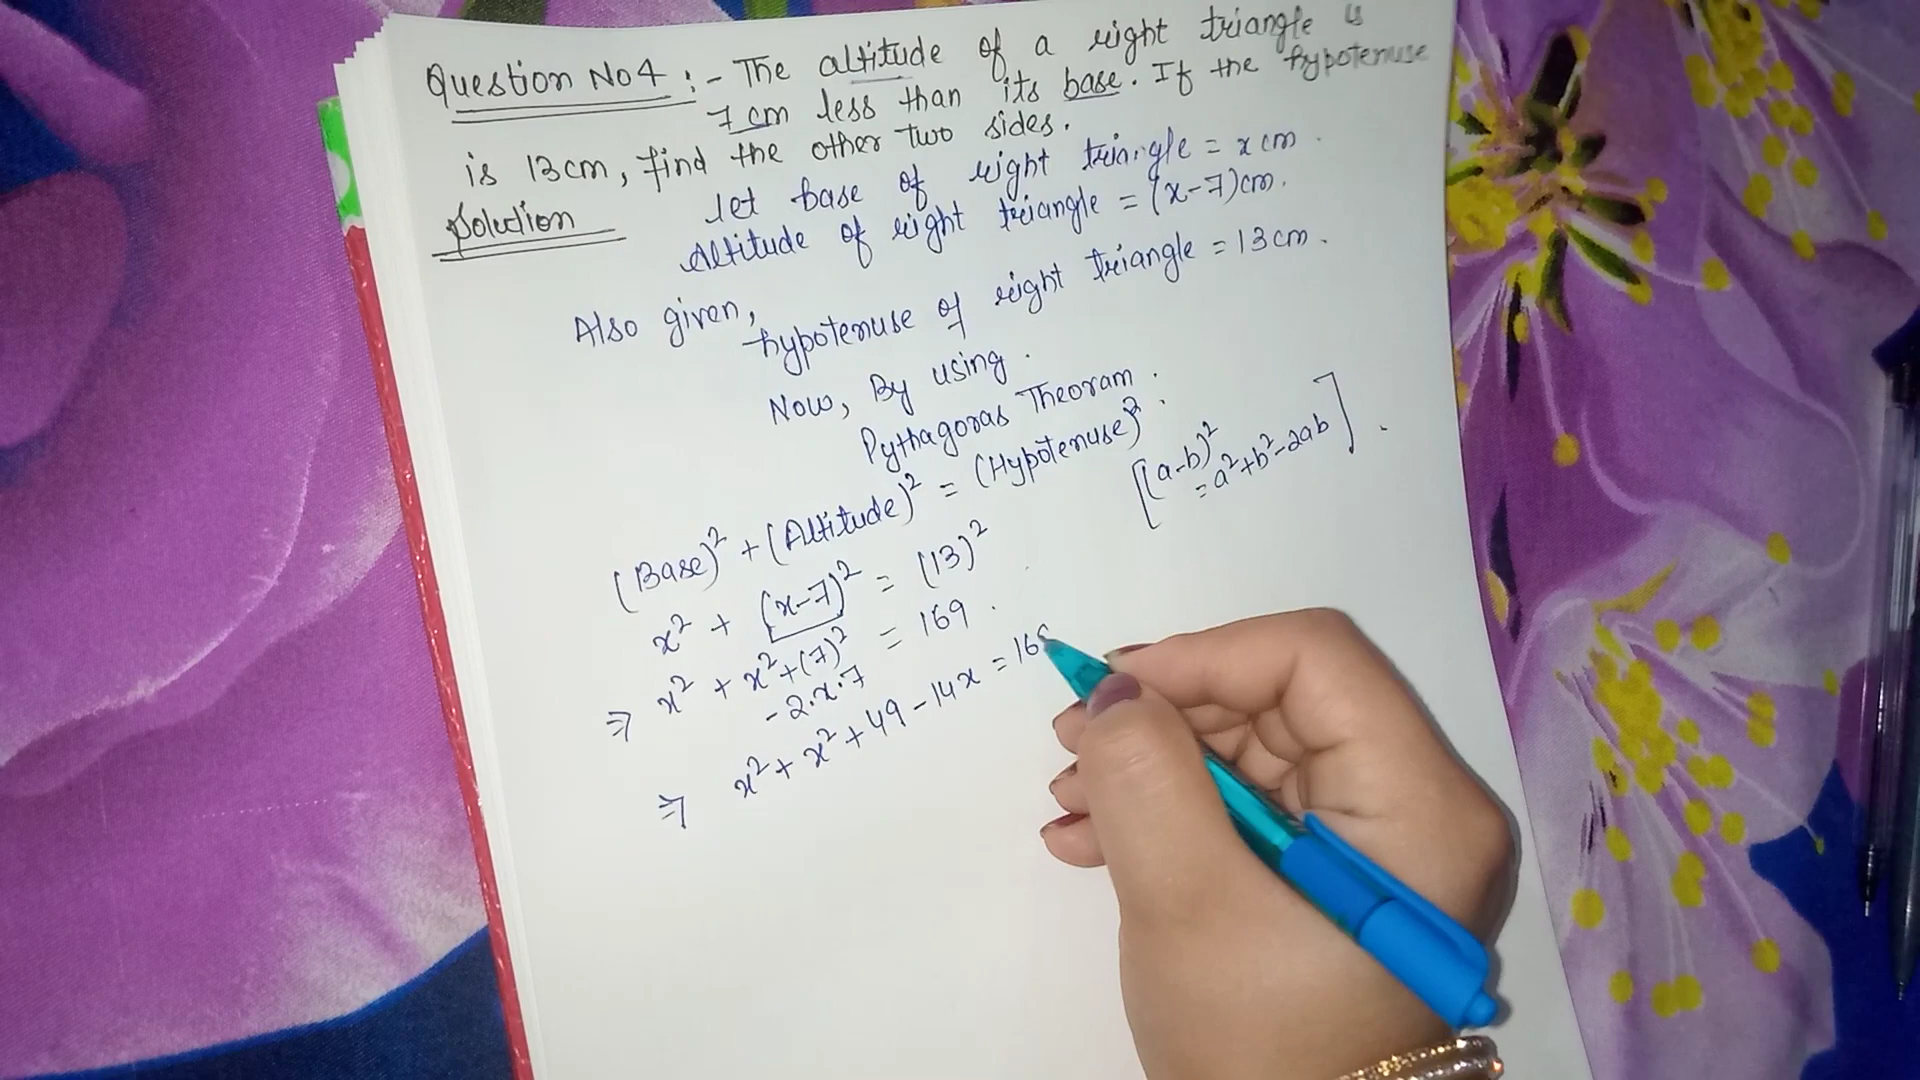 Question No 4 :- The altitude of a right triangle is
7 cm less than its base. If the hypotenuse
is 13cm, find the other two sides.
Solution let base of right triangle = x cm.
Altitude of right triangle = (x-7)cm.
Also given,
hypotenuse of right triangle = 13cm.
Now, By using.
Pythagoras Theoram.
(Base)² + (Altitude)² = (Hypotenuse)².
[(a-b)²
= a²+b²-2ab].
x² + (x-7)² = (13)²
⇒ x² + x²+(7)² = 169.
-2·x·7
⇒ x² + x² + 49 - 14x = 169